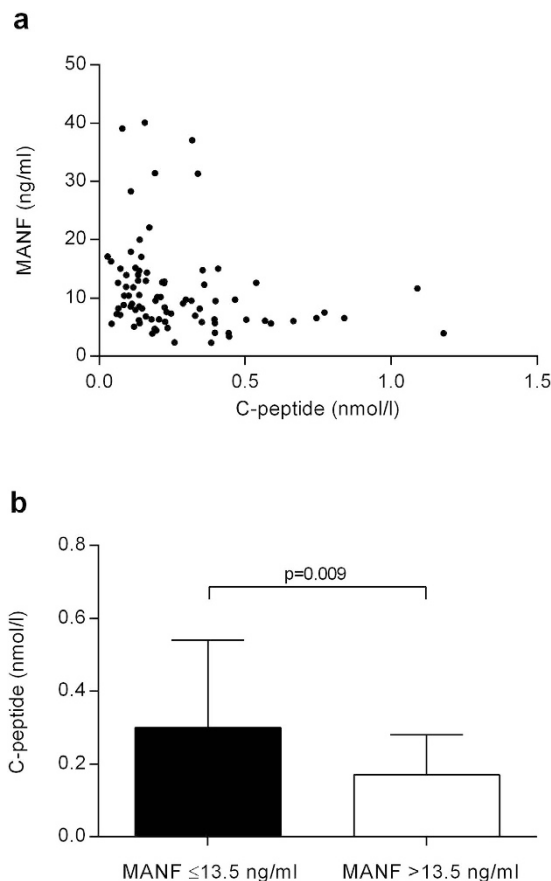 a
50
40
30
20
10
0
MANF (ng/ml)
0.0 0.5 1.0 1.5
C-peptide (nmol/l)
b
0.8
0.6
0.4
0.2
0.0
C-peptide (nmol/l)
p=0.009
MANF ≤13.5 ng/ml MANF >13.5 ng/ml